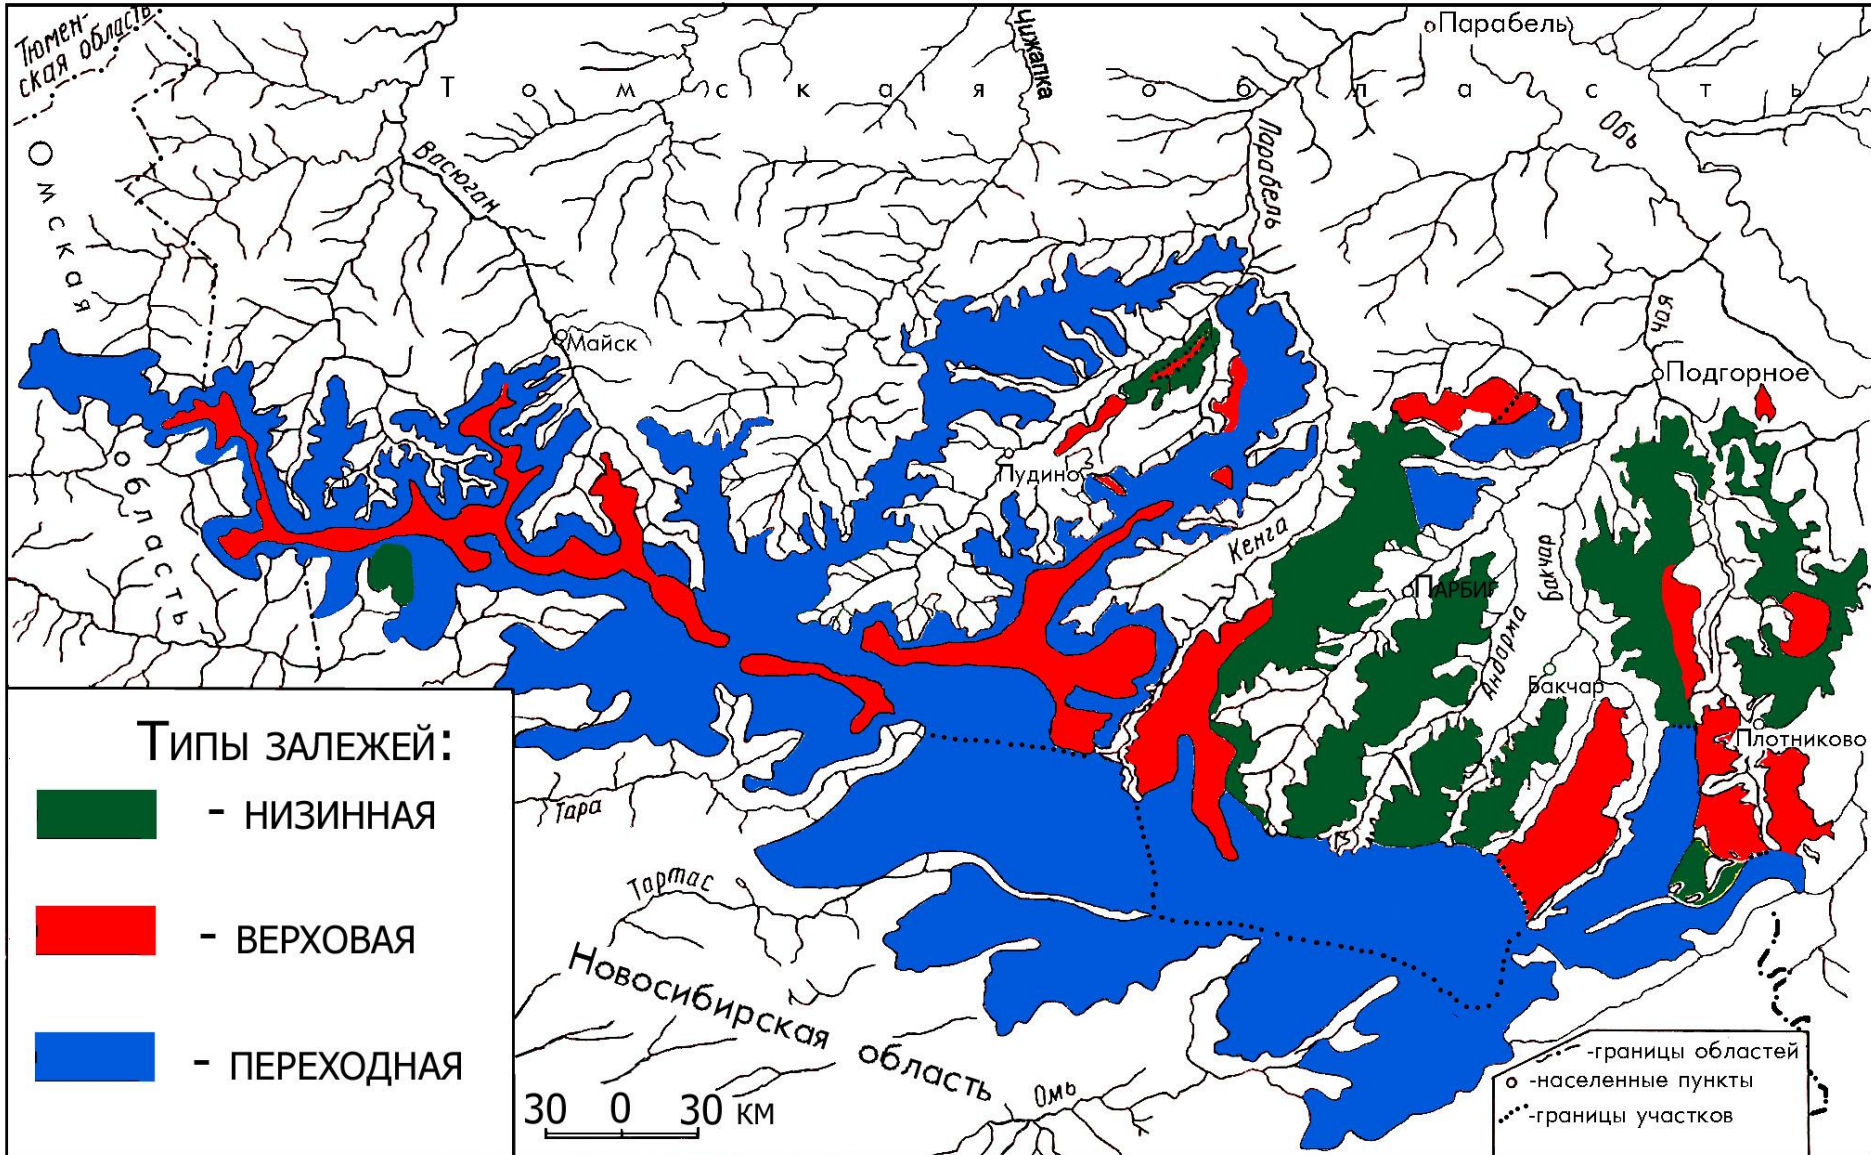 Тюмен-
ская область
Парабель
Чижапка
Томская область
Обь
Омская
область
Васюган
Парабель
Чая
Майск
Подгорное
Пудино
Кенга
Парбиг
Бакчар
Андарма
Бакчар
Плотниково
Типы залежей:
- низинная
- верховая
- переходная
Тара
Тартас
Новосибирская область
Омь
30 0 30 км
-границы областей
-населенные пункты
-границы участков